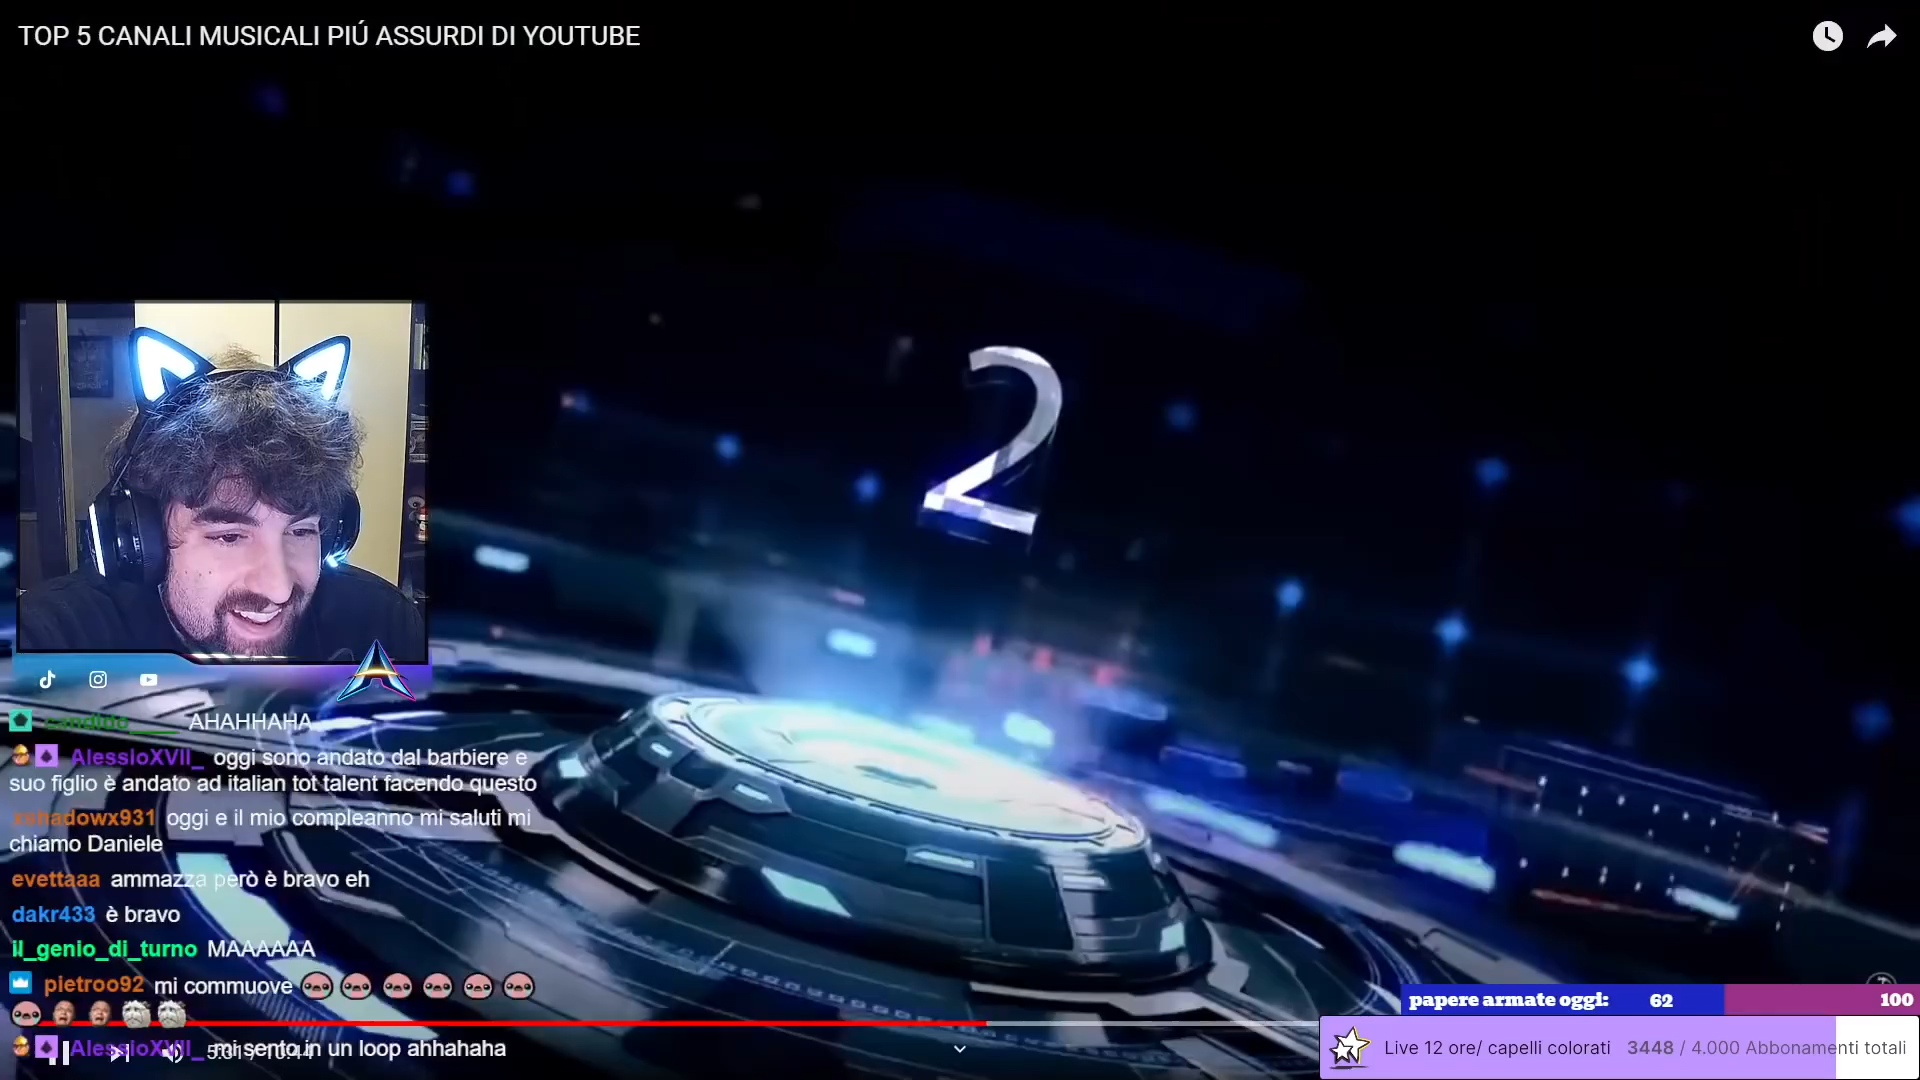 TOP 5 CANALI MUSICALI PIÚ ASSURDI DI YOUTUBE
2
candido____ AHAHHAHA
AlessioXVII_ oggi sono andato dal barbiere e
suo figlio è andato ad italian tot talent facendo questo
xshadowx931 oggi e il mio compleanno mi saluti mi
chiamo Daniele
evettaaa ammazza però è bravo eh
dakr433 è bravo
il_genio_di_turno MAAAAAA
pietroo92 mi commuove
AlessioXVII_ mi sento in un loop ahhahaha
papere armate oggi: 62 100
Live 12 ore/ capelli colorati 3448 / 4.000 Abbonamenti totali